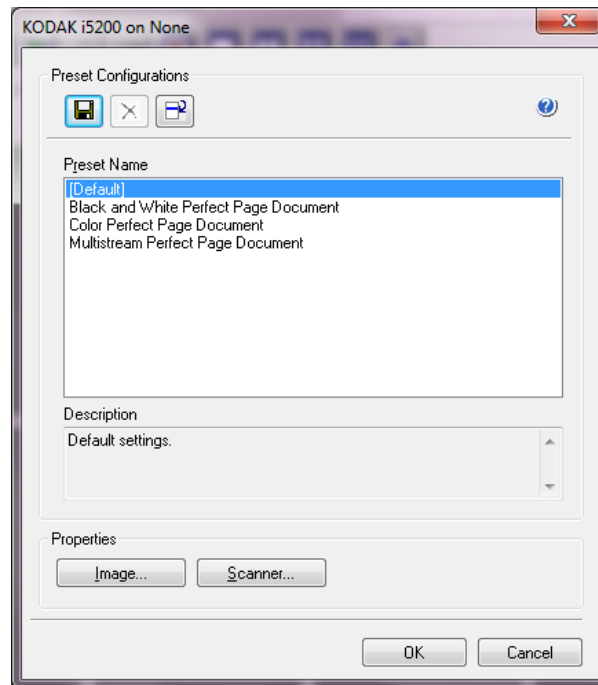 KODAK i5200 on None
Preset Configurations
Preset Name
[Default]
Black and White Perfect Page Document
Color Perfect Page Document
Multistream Perfect Page Document
Description
Default settings.
Properties
Image...
Scanner...
OK
Cancel